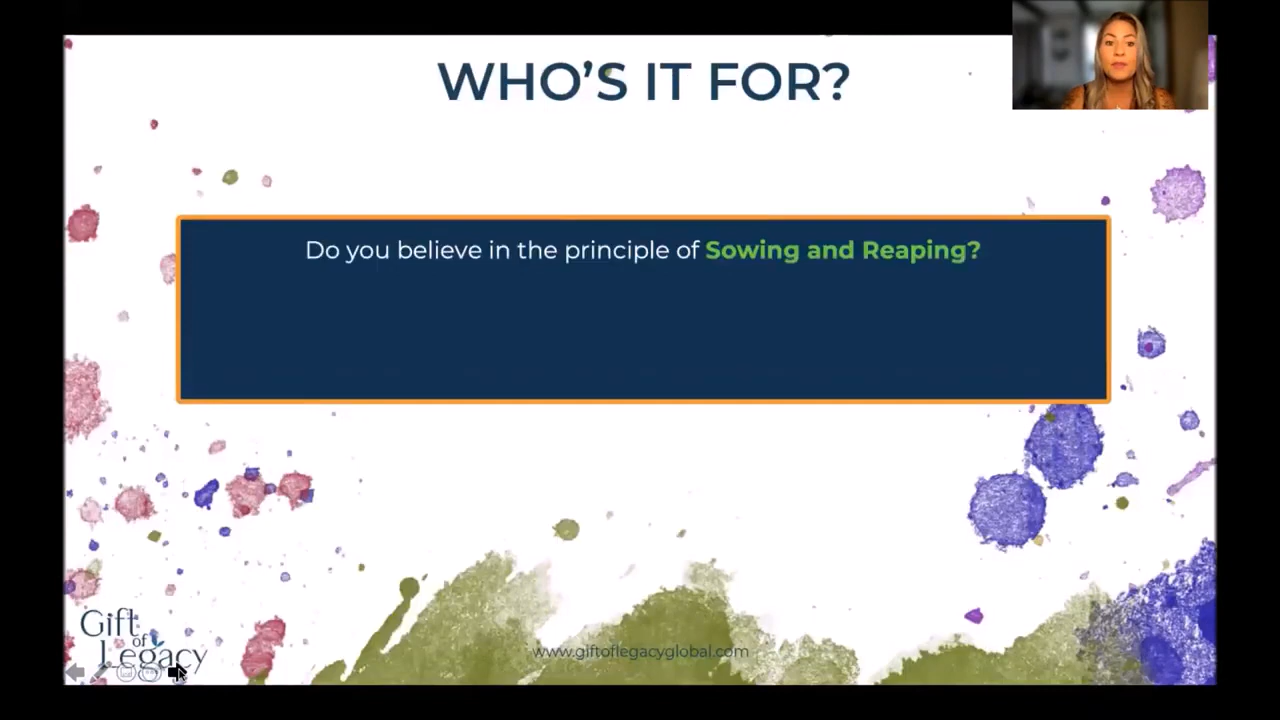 WHO'S IT FOR?
Do you believe in the principle of Sowing and Reaping?
Gift
of
Legacy
www.giftoflegacyglobal.com